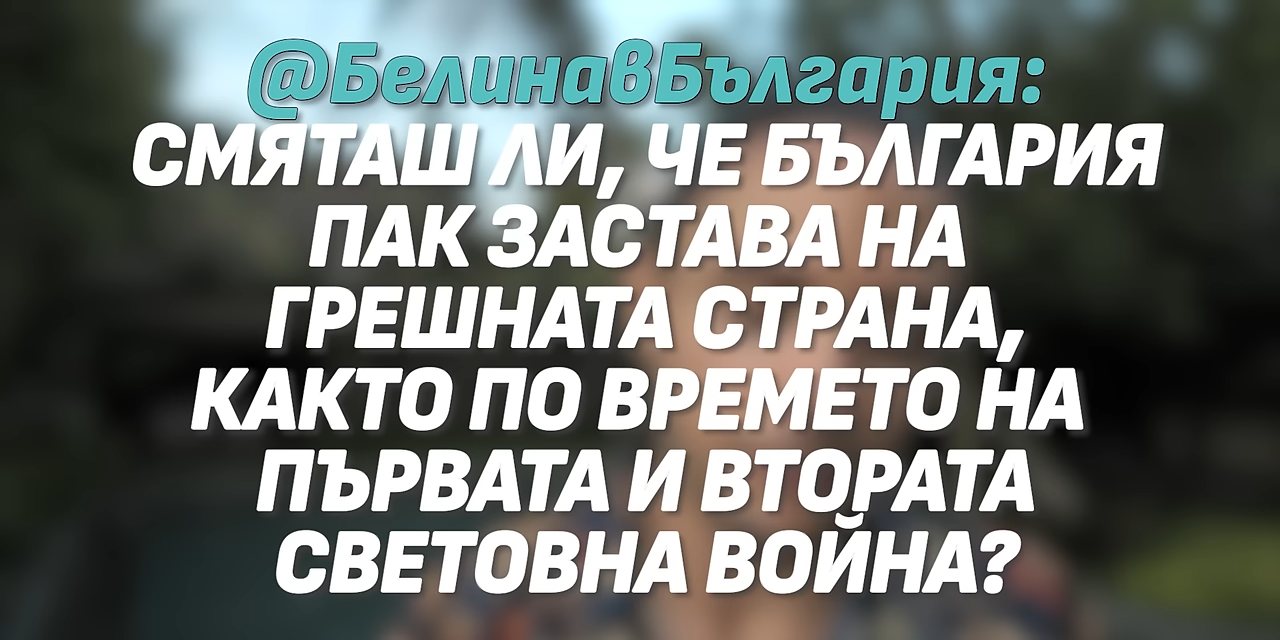 @БелинавБългария:
СМЯТАШ ЛИ, ЧЕ БЪЛГАРИЯ
ПАК ЗАСТАВА НА
ГРЕШНАТА СТРАНА,
КАКТО ПО ВРЕМЕТО НА
ПЪРВАТА И ВТОРАТА
СВЕТОВНА ВОЙНА?